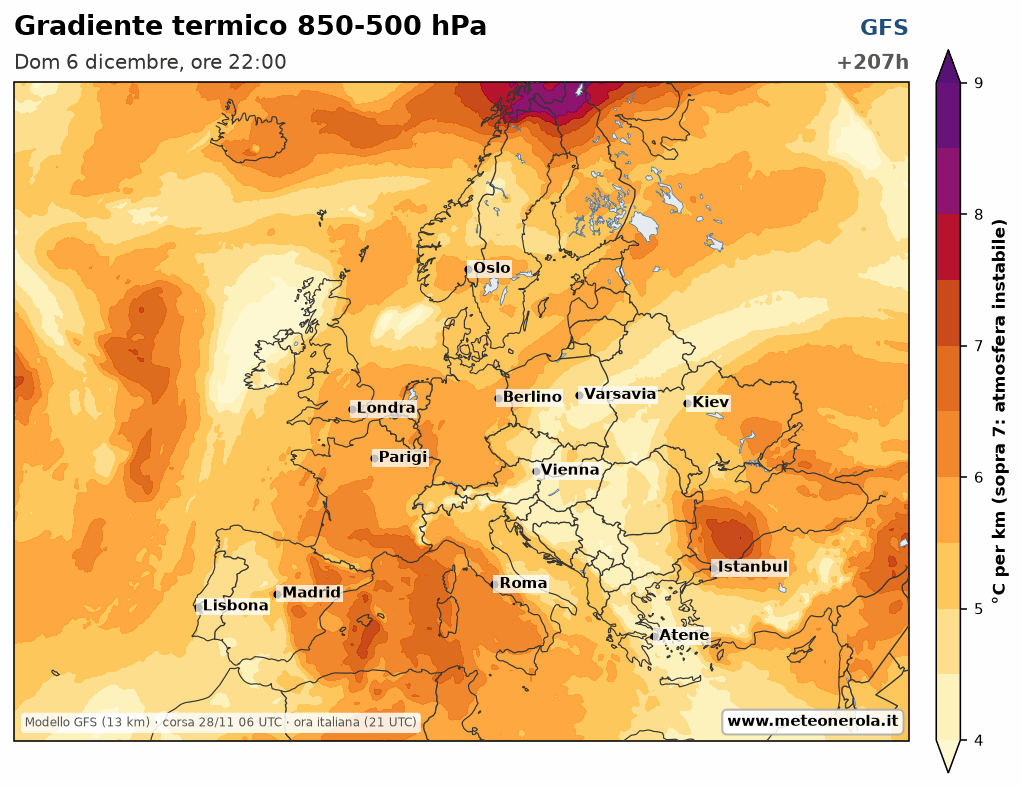 Gradiente termico 850-500 hPa
GFS
Dom 6 dicembre, ore 22:00
+207h
9
8
7
6
5
4
°C per km (sopra 7: atmosfera instabile)
Oslo
Berlino
Varsavia
Kiev
Londra
Parigi
Vienna
Istanbul
Roma
Madrid
Lisbona
Atene
Modello GFS (13 km) · corsa 28/11 06 UTC · ora italiana (21 UTC)
www.meteonerola.it